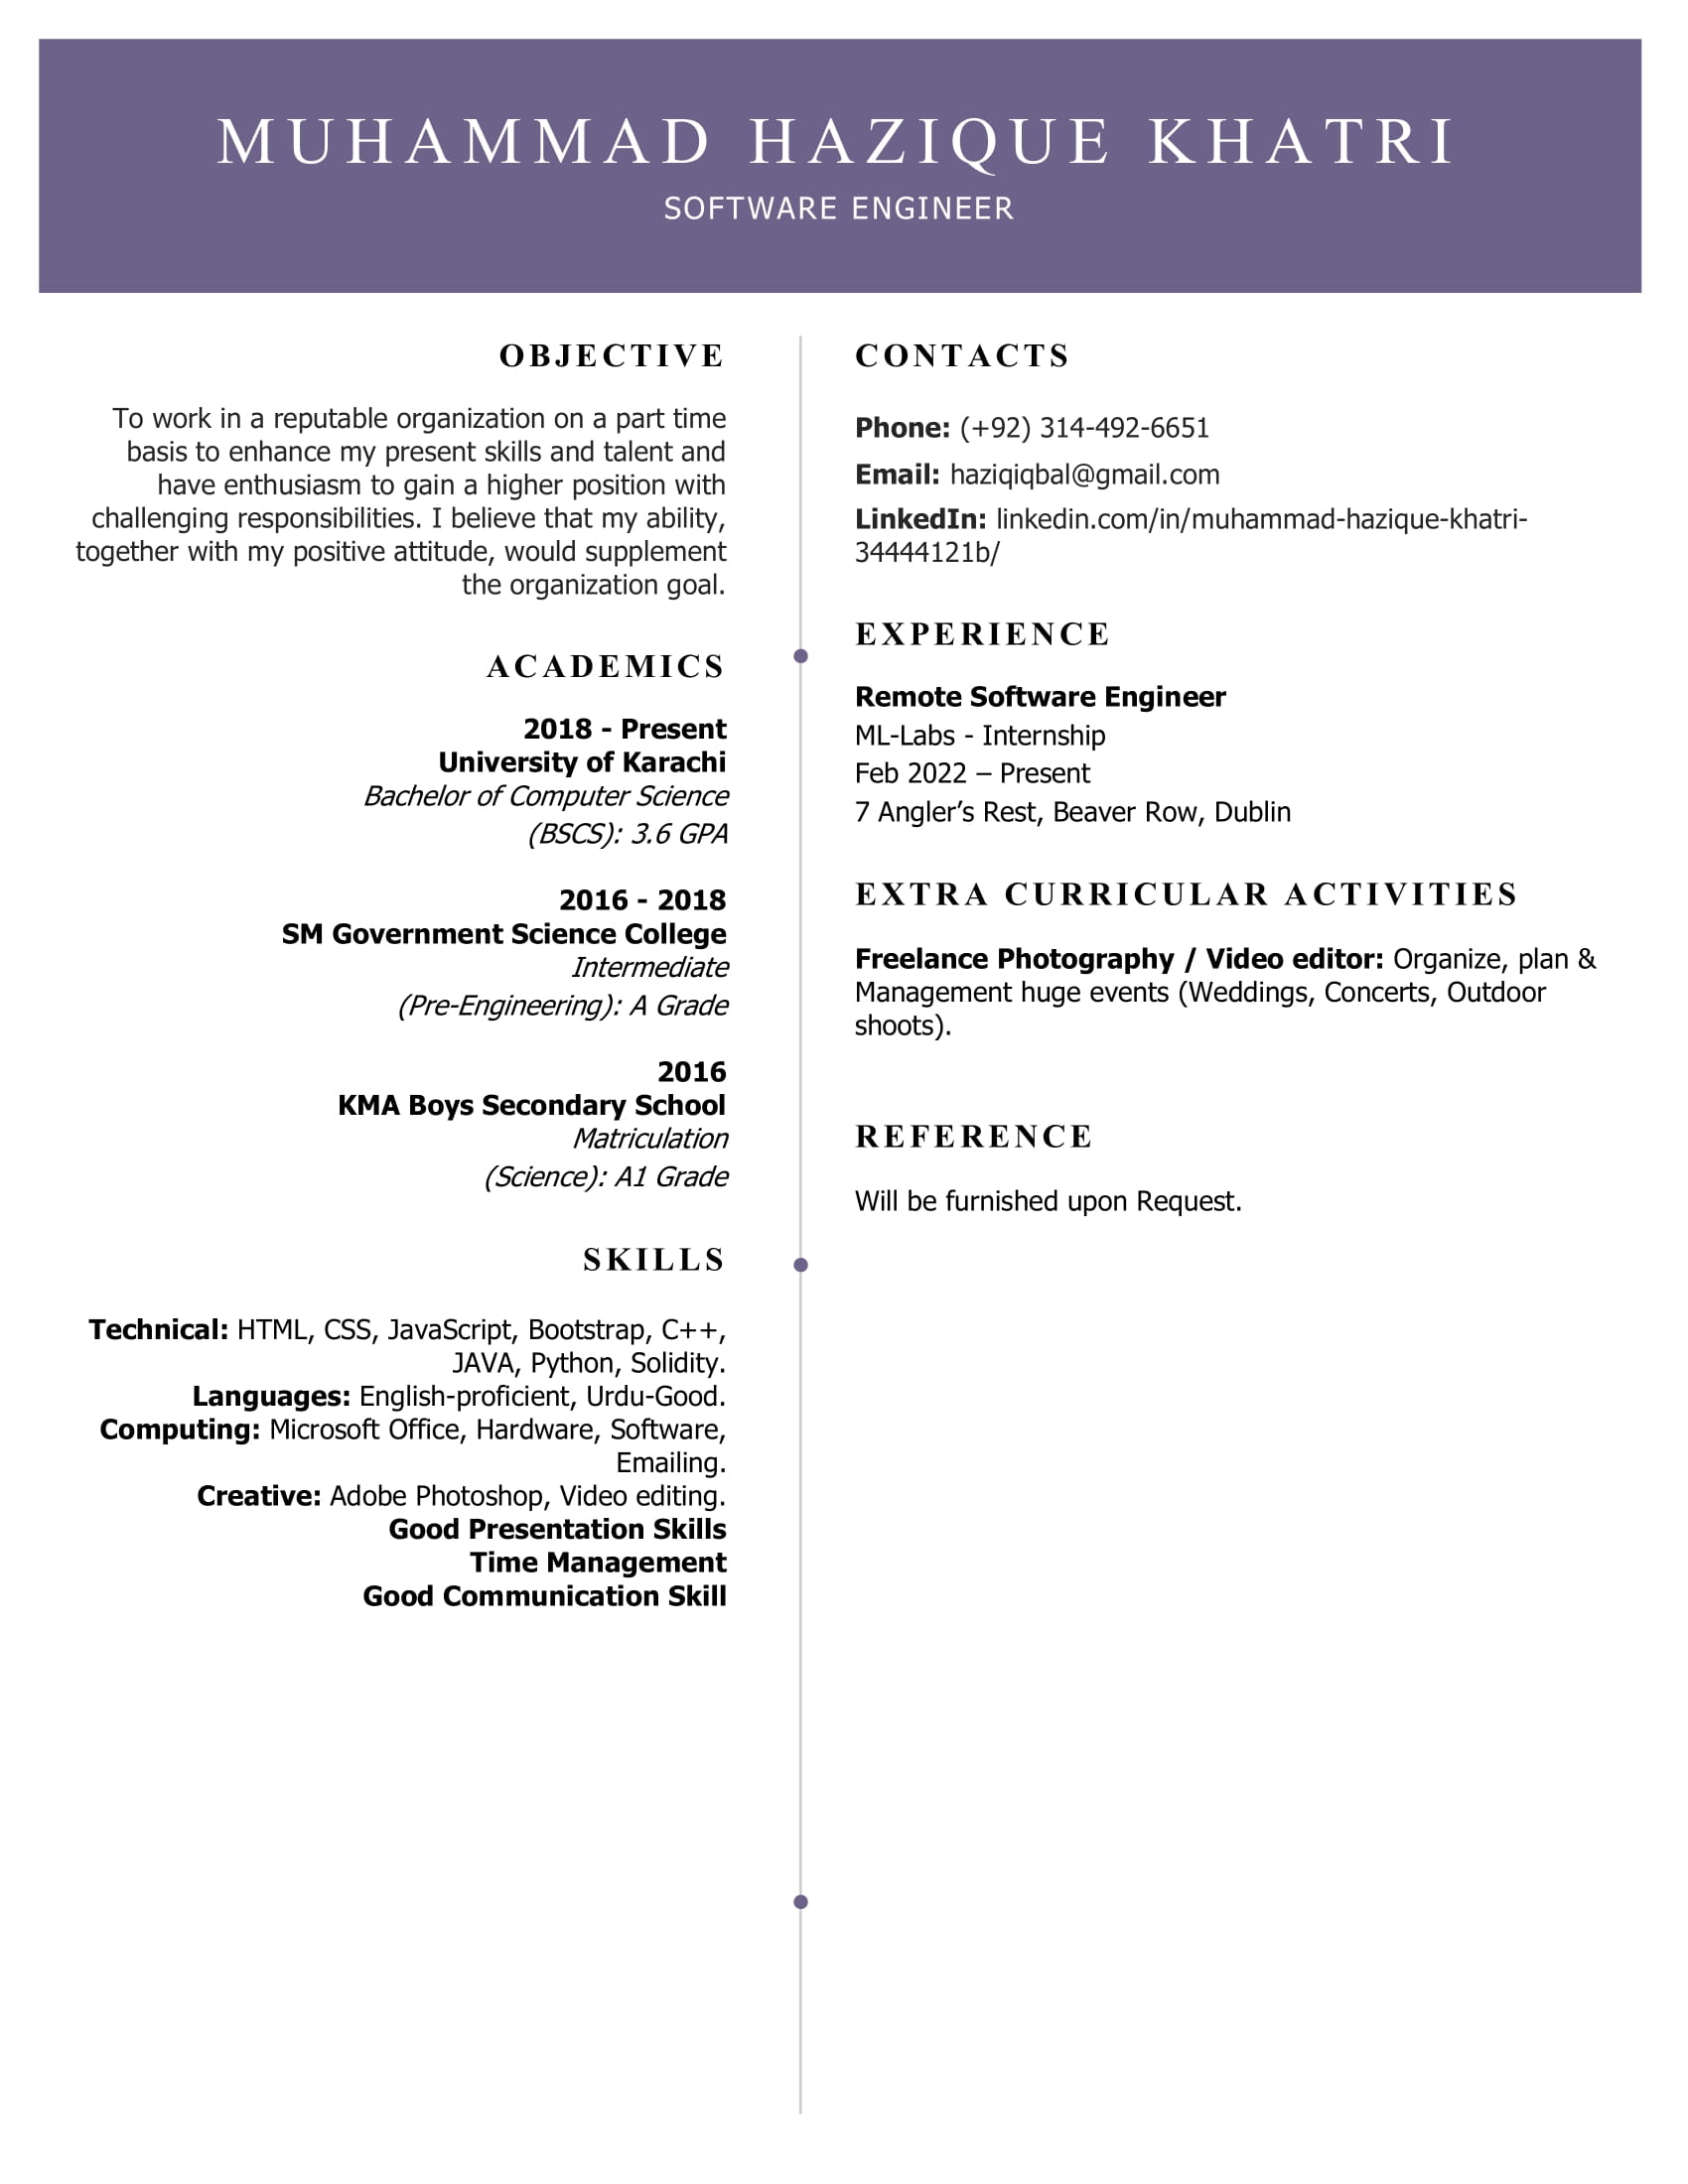 MUHAMMAD HAZIQUE KHATRI
SOFTWARE ENGINEER
OBJECTIVE
To work in a reputable organization on a part time
basis to enhance my present skills and talent and
have enthusiasm to gain a higher position with
challenging responsibilities. I believe that my ability,
together with my positive attitude, would supplement
the organization goal.
ACADEMICS
2018 - Present
University of Karachi
Bachelor of Computer Science
(BSCS): 3.6 GPA
2016 - 2018
SM Government Science College
Intermediate
(Pre-Engineering): A Grade
2016
KMA Boys Secondary School
Matriculation
(Science): A1 Grade
SKILLS
Technical: HTML, CSS, JavaScript, Bootstrap, C++,
JAVA, Python, Solidity.
Languages: English-proficient, Urdu-Good.
Computing: Microsoft Office, Hardware, Software,
Emailing.
Creative: Adobe Photoshop, Video editing.
Good Presentation Skills
Time Management
Good Communication Skill
CONTACTS
Phone: (+92) 314-492-6651
Email: haziqiqbal@gmail.com
LinkedIn: linkedin.com/in/muhammad-hazique-khatri-
34444121b/
EXPERIENCE
Remote Software Engineer
ML-Labs - Internship
Feb 2022 – Present
7 Angler’s Rest, Beaver Row, Dublin
EXTRA CURRICULAR ACTIVITIES
Freelance Photography / Video editor: Organize, plan &
Management huge events (Weddings, Concerts, Outdoor
shoots).
REFERENCE
Will be furnished upon Request.